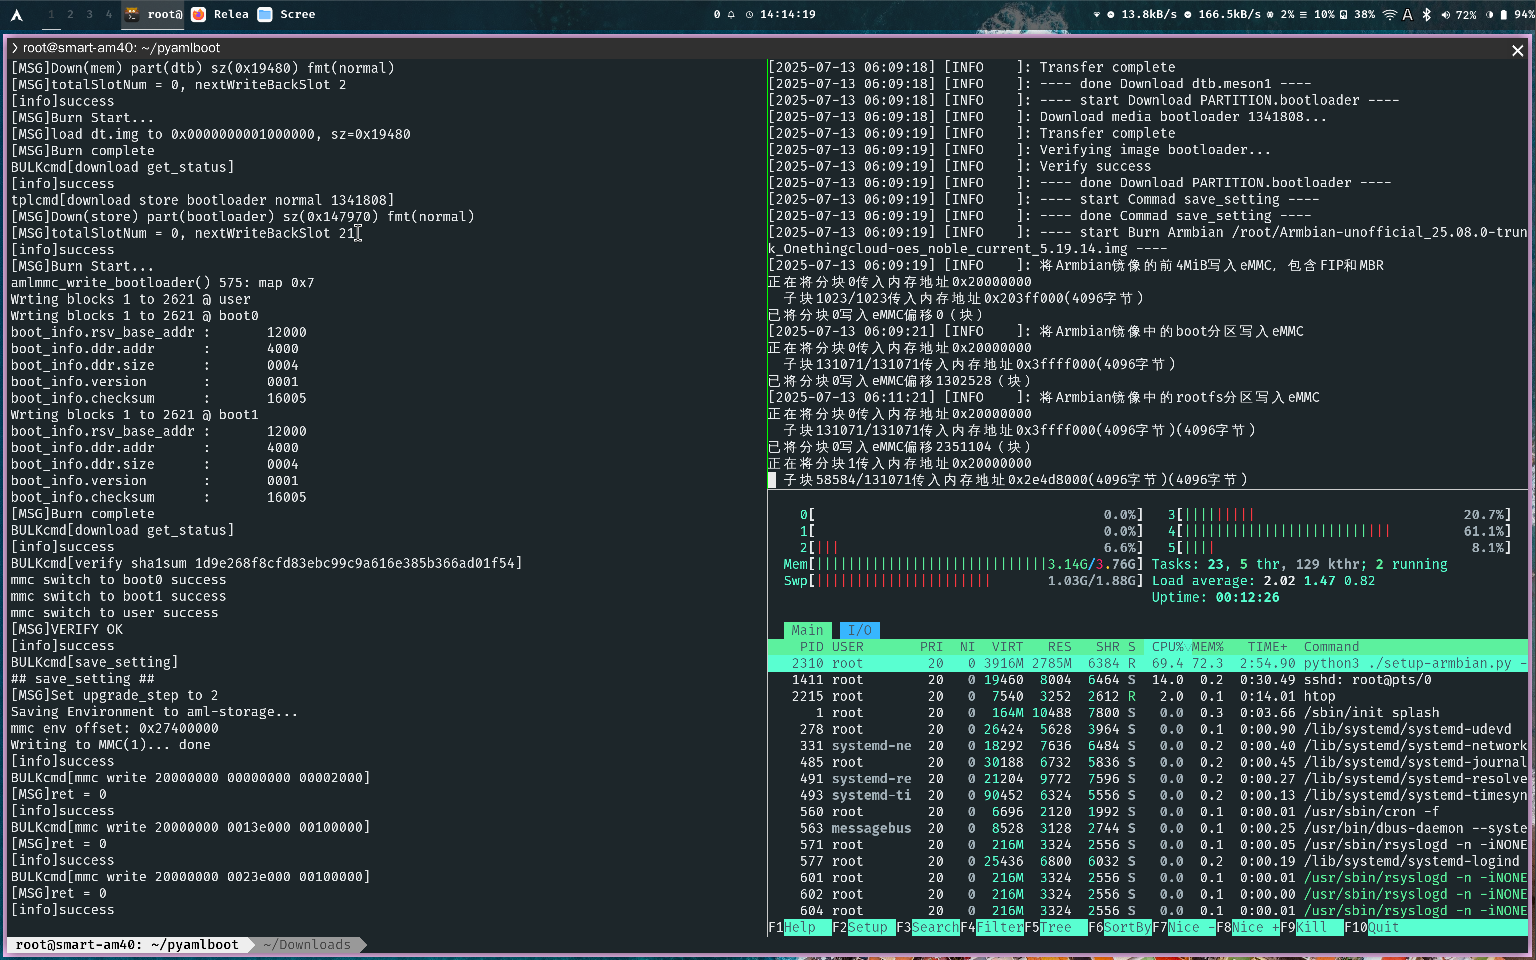 1 2 3 4 root@ Relea Scree 0 14:14:19 13.8kB/s 166.5kB/s 2% 10% 38% A 72% 94%
❯ root@smart-am40: ~/pyamlboot
[MSG]Down(mem) part(dtb) sz(0x19480) fmt(normal)
[MSG]totalSlotNum = 0, nextWriteBackSlot 2
[info]success
[MSG]Burn Start...
[MSG]load dt.img to 0x0000000001000000, sz=0x19480
[MSG]Burn complete
BULKcmd[download get_status]
[info]success
tplcmd[download store bootloader normal 1341808]
[MSG]Down(store) part(bootloader) sz(0x147970) fmt(normal)
[MSG]totalSlotNum = 0, nextWriteBackSlot 21
[info]success
[MSG]Burn Start...
amlmmc_write_bootloader() 575: map 0x7
Wrting blocks 1 to 2621 @ user
Wrting blocks 1 to 2621 @ boot0
boot_info.rsv_base_addr : 12000
boot_info.ddr.addr : 4000
boot_info.ddr.size : 0004
boot_info.version : 0001
boot_info.checksum : 16005
Wrting blocks 1 to 2621 @ boot1
boot_info.rsv_base_addr : 12000
boot_info.ddr.addr : 4000
boot_info.ddr.size : 0004
boot_info.version : 0001
boot_info.checksum : 16005
[MSG]Burn complete
BULKcmd[download get_status]
[info]success
BULKcmd[verify sha1sum 1d9e268f8cfd83ebc99c9a616e385b366ad01f54]
mmc switch to boot0 success
mmc switch to boot1 success
mmc switch to user success
[MSG]VERIFY OK
[info]success
BULKcmd[save_setting]
## save_setting ##
[MSG]Set upgrade_step to 2
Saving Environment to aml-storage...
mmc env offset: 0x27400000
Writing to MMC(1)... done
[info]success
BULKcmd[mmc write 20000000 00000000 00002000]
[MSG]ret = 0
[info]success
BULKcmd[mmc write 20000000 0013e000 00100000]
[MSG]ret = 0
[info]success
BULKcmd[mmc write 20000000 0023e000 00100000]
[MSG]ret = 0
[info]success
[2025-07-13 06:09:18] [INFO ]: Transfer complete
[2025-07-13 06:09:18] [INFO ]: ---- done Download dtb.meson1 ----
[2025-07-13 06:09:18] [INFO ]: ---- start Download PARTITION.bootloader ----
[2025-07-13 06:09:18] [INFO ]: Download media bootloader 1341808...
[2025-07-13 06:09:19] [INFO ]: Transfer complete
[2025-07-13 06:09:19] [INFO ]: Verifying image bootloader...
[2025-07-13 06:09:19] [INFO ]: Verify success
[2025-07-13 06:09:19] [INFO ]: ---- done Download PARTITION.bootloader ----
[2025-07-13 06:09:19] [INFO ]: ---- start Commad save_setting ----
[2025-07-13 06:09:19] [INFO ]: ---- done Commad save_setting ----
[2025-07-13 06:09:19] [INFO ]: ---- start Burn Armbian /root/Armbian-unofficial_25.08.0-trun
k_Onethingcloud-oes_noble_current_5.19.14.img ----
[2025-07-13 06:09:19] [INFO ]: 将Armbian镜像的前4MiB写入eMMC, 包含FIP和MBR
正在将分块0传入内存地址0x20000000
子块1023/1023传入内存地址0x203ff000(4096字节)
已将分块0写入eMMC偏移0（块）
[2025-07-13 06:09:21] [INFO ]: 将Armbian镜像中的boot分区写入eMMC
正在将分块0传入内存地址0x20000000
子块131071/131071传入内存地址0x3ffff000(4096字节)
已将分块0写入eMMC偏移1302528（块）
[2025-07-13 06:11:21] [INFO ]: 将Armbian镜像中的rootfs分区写入eMMC
正在将分块0传入内存地址0x20000000
子块131071/131071传入内存地址0x3ffff000(4096字节)(4096字节)
已将分块0写入eMMC偏移2351104（块）
正在将分块1传入内存地址0x20000000
子块58584/131071传入内存地址0x2e4d8000(4096字节)(4096字节)
0[ 0.0%] 3[||||||||| 20.7%]
1[ 0.0%] 4[|||||||||||||||||||||||||| 61.1%]
2[||| 6.6%] 5[|||| 8.1%]
Mem[|||||||||||||||||||||||||||||3.14G/3.76G] Tasks: 23, 5 thr, 129 kthr; 2 running
Swp[|||||||||||||||||||||| 1.03G/1.88G] Load average: 2.02 1.47 0.82
Uptime: 00:12:26
Main I/O
PID USER PRI NI VIRT RES SHR S CPU%▽MEM% TIME+ Command
2310 root 20 0 3916M 2785M 6384 R 69.4 72.3 2:54.90 python3 ./setup-armbian.py -
1411 root 20 0 19460 8004 6464 S 14.0 0.2 0:30.49 sshd: root@pts/0
2215 root 20 0 7540 3252 2612 R 2.0 0.1 0:14.01 htop
1 root 20 0 164M 10488 7800 S 0.0 0.3 0:03.66 /sbin/init splash
278 root 20 0 26424 5628 3964 S 0.0 0.1 0:00.90 /lib/systemd/systemd-udevd
331 systemd-ne 20 0 18292 7636 6484 S 0.0 0.2 0:00.40 /lib/systemd/systemd-network
485 root 20 0 30188 6732 5836 S 0.0 0.2 0:00.45 /lib/systemd/systemd-journal
491 systemd-re 20 0 21204 9772 7596 S 0.0 0.2 0:00.27 /lib/systemd/systemd-resolve
493 systemd-ti 20 0 90452 6324 5556 S 0.0 0.2 0:00.13 /lib/systemd/systemd-timesyn
560 root 20 0 6696 2120 1992 S 0.0 0.1 0:00.01 /usr/sbin/cron -f
563 messagebus 20 0 8528 3128 2744 S 0.0 0.1 0:00.25 /usr/bin/dbus-daemon --syste
571 root 20 0 216M 3324 2556 S 0.0 0.1 0:00.05 /usr/sbin/rsyslogd -n -iNONE
577 root 20 0 25436 6800 6032 S 0.0 0.2 0:00.19 /lib/systemd/systemd-logind
601 root 20 0 216M 3324 2556 S 0.0 0.1 0:00.01 /usr/sbin/rsyslogd -n -iNONE
602 root 20 0 216M 3324 2556 S 0.0 0.1 0:00.00 /usr/sbin/rsyslogd -n -iNONE
604 root 20 0 216M 3324 2556 S 0.0 0.1 0:00.01 /usr/sbin/rsyslogd -n -iNONE
F1Help F2Setup F3SearchF4FilterF5Tree F6SortByF7Nice -F8Nice +F9Kill F10Quit
root@smart-am40: ~/pyamlboot ~/Downloads